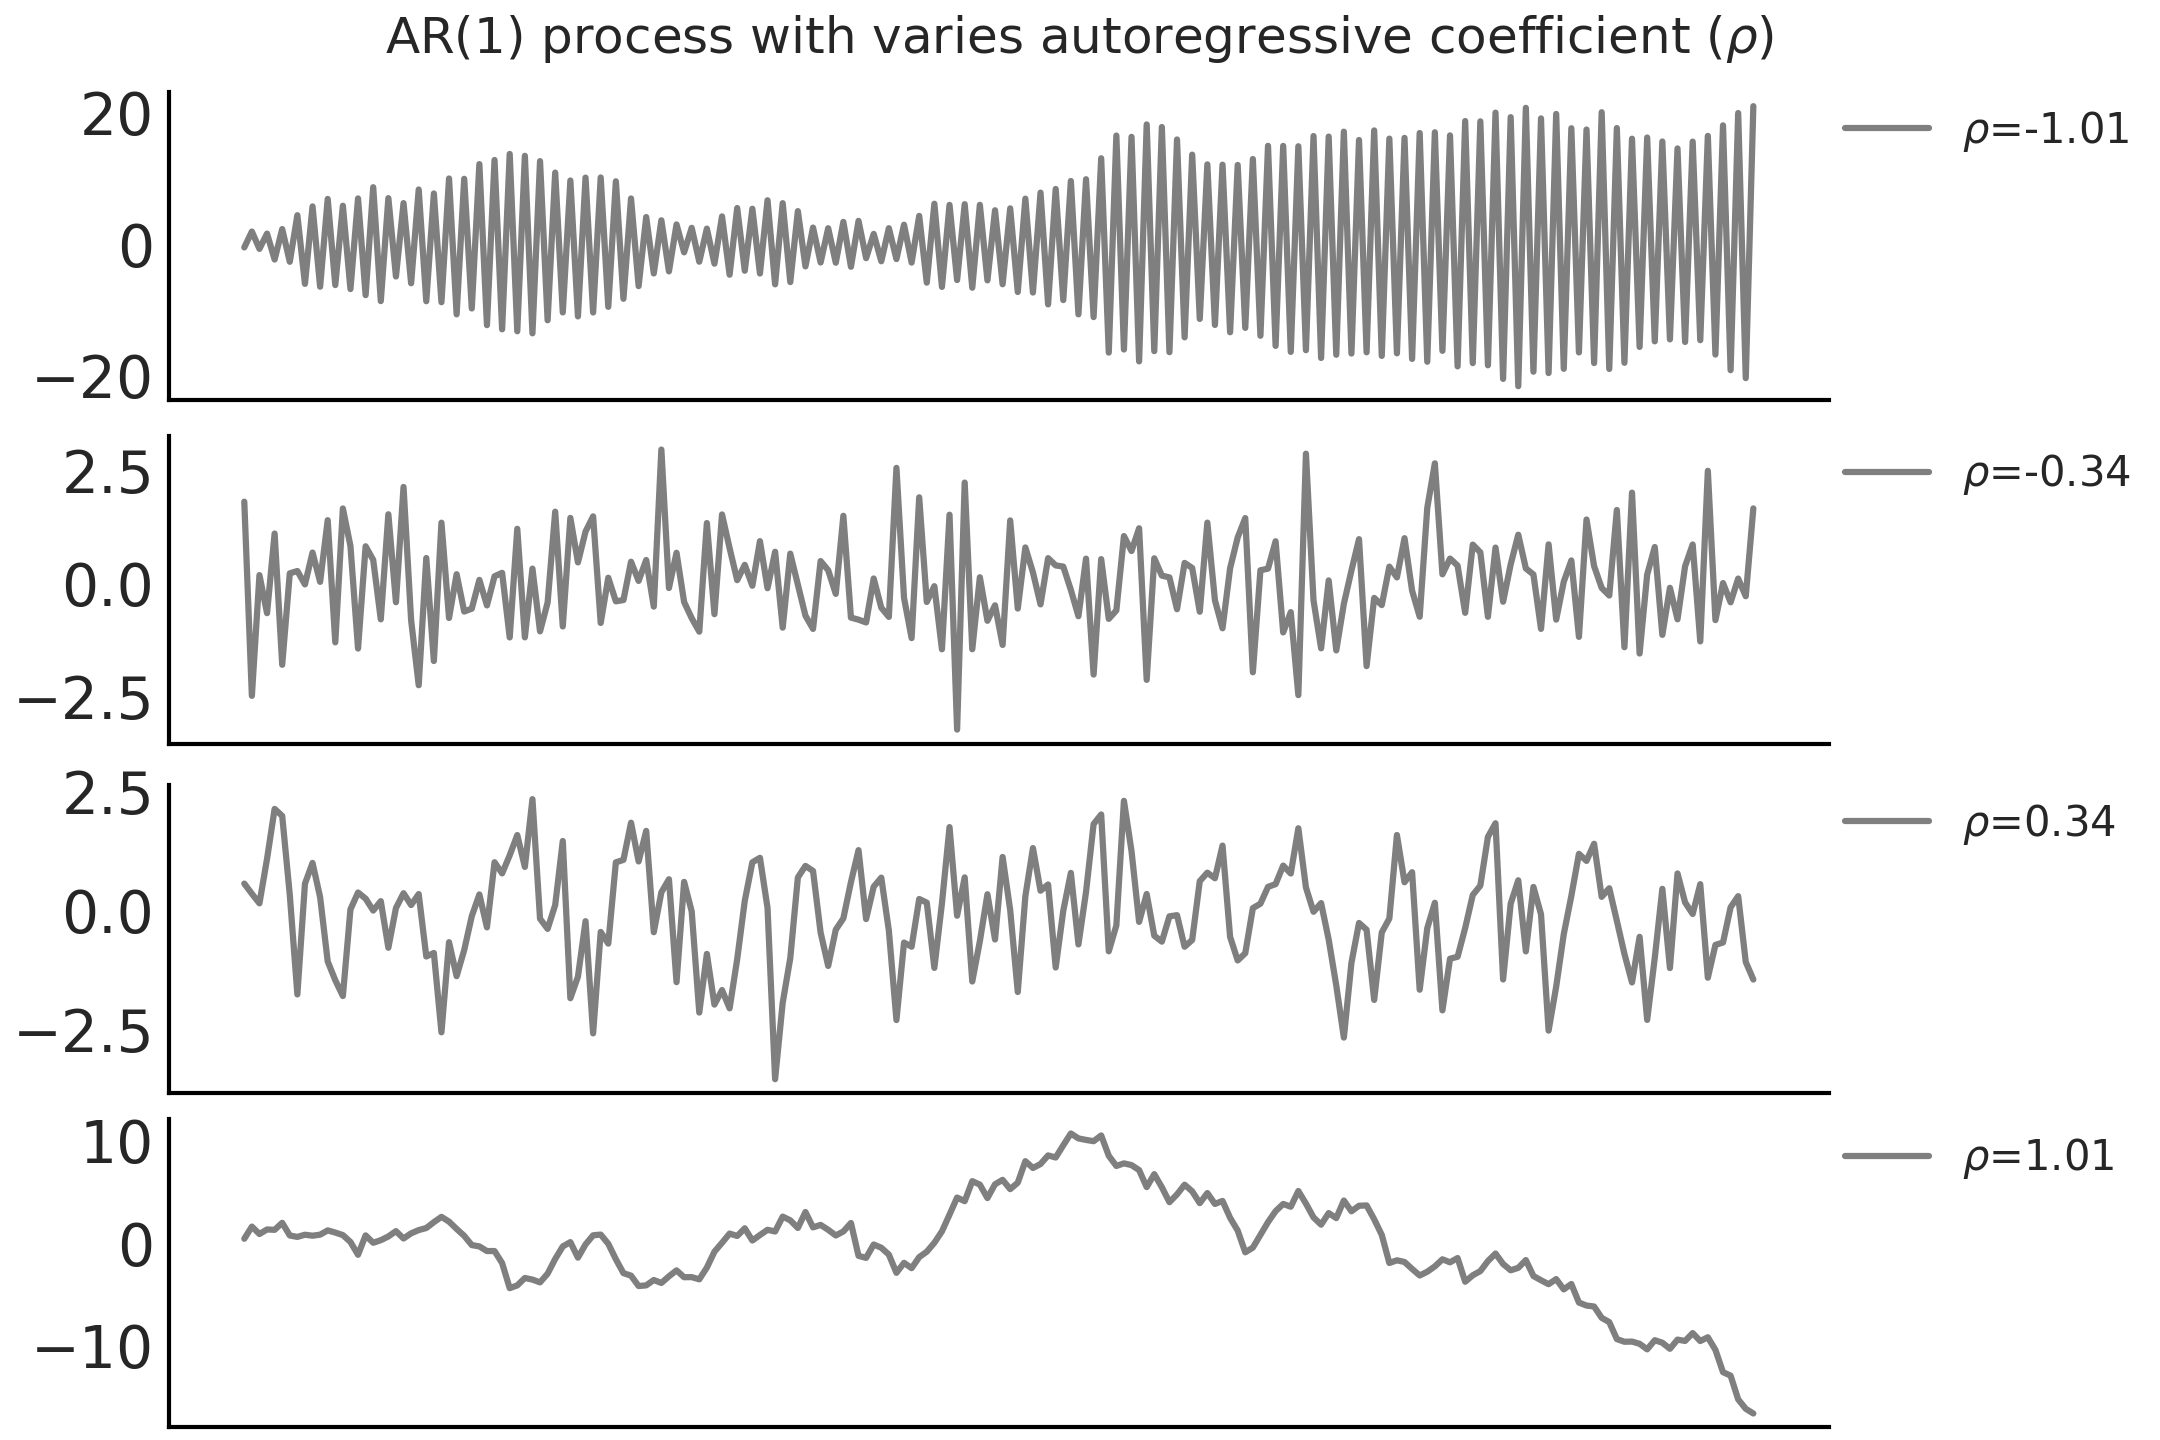 AR(1) process with varies autoregressive coefficient (ρ)
20
0
−20
ρ=-1.01
2.5
0.0
−2.5
ρ=-0.34
2.5
0.0
−2.5
ρ=0.34
10
0
−10
ρ=1.01